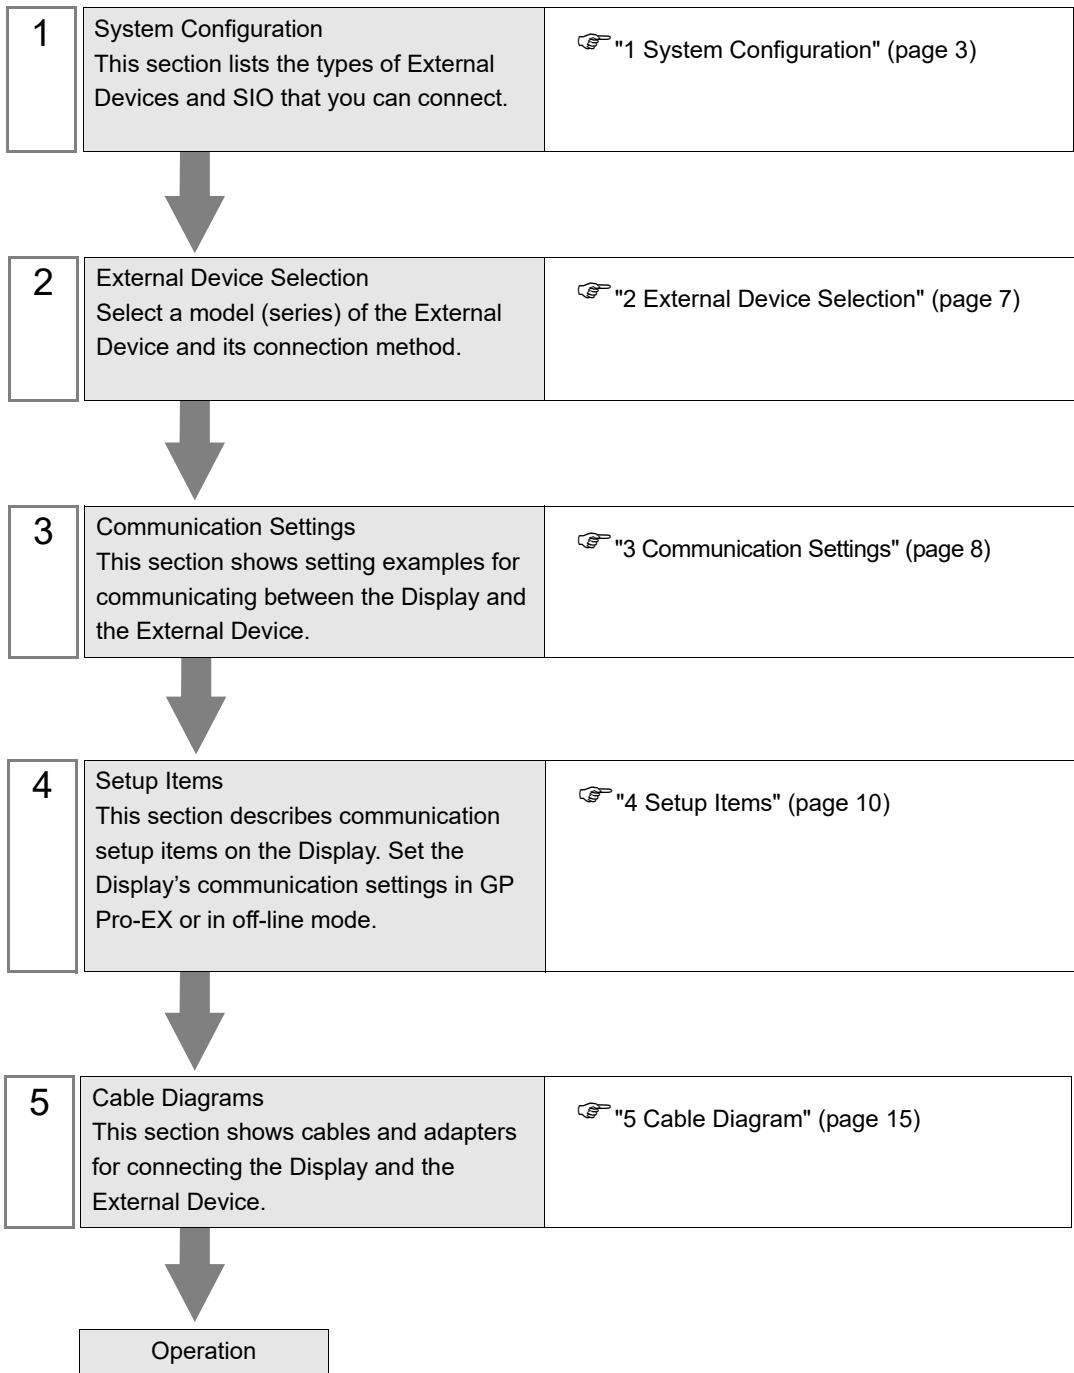 1
System Configuration
This section lists the types of External
Devices and SIO that you can connect.
"1 System Configuration" (page 3)
2
External Device Selection
Select a model (series) of the External
Device and its connection method.
"2 External Device Selection" (page 7)
3
Communication Settings
This section shows setting examples for
communicating between the Display and
the External Device.
"3 Communication Settings" (page 8)
4
Setup Items
This section describes communication
setup items on the Display. Set the
Display’s communication settings in GP
Pro-EX or in off-line mode.
"4 Setup Items" (page 10)
5
Cable Diagrams
This section shows cables and adapters
for connecting the Display and the
External Device.
"5 Cable Diagram" (page 15)
Operation